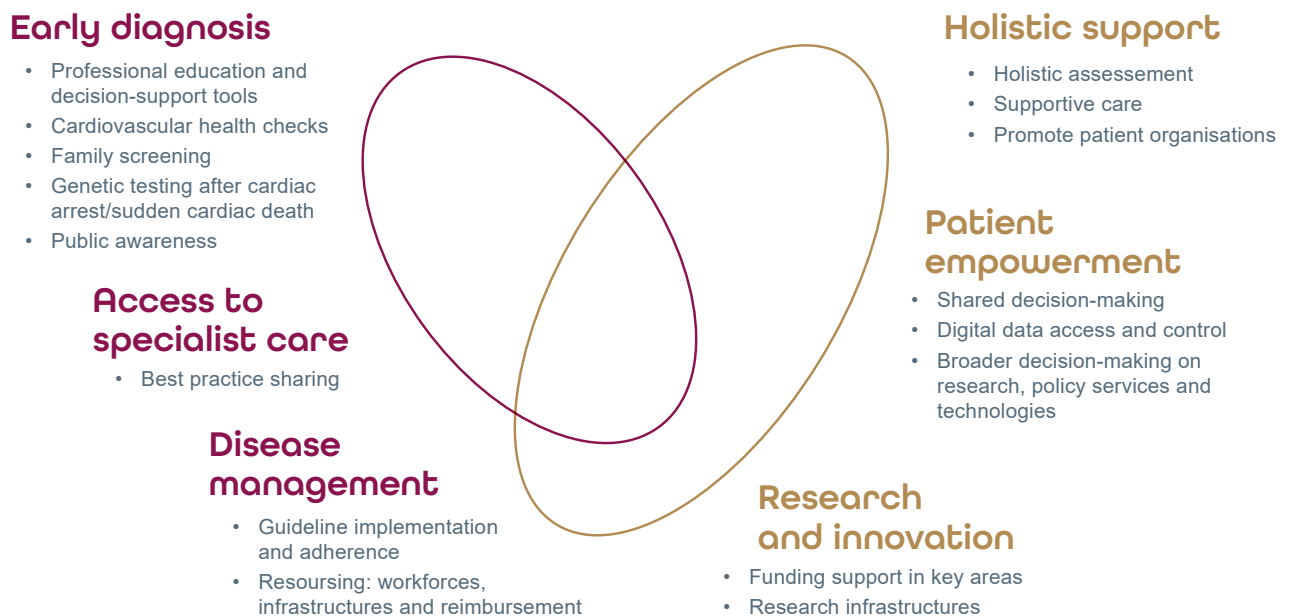 Early diagnosis
• Professional education and
decision-support tools
• Cardiovascular health checks
• Family screening
• Genetic testing after cardiac
arrest/sudden cardiac death
• Public awareness
Access to
specialist care
• Best practice sharing
Disease
management
• Guideline implementation
and adherence
• Resoursing: workforces,
infrastructures and reimbursement
Holistic support
• Holistic assessement
• Supportive care
• Promote patient organisations
Patient
empowerment
• Shared decision-making
• Digital data access and control
• Broader decision-making on
research, policy services and
technologies
Research
and innovation
• Funding support in key areas
• Research infrastructures